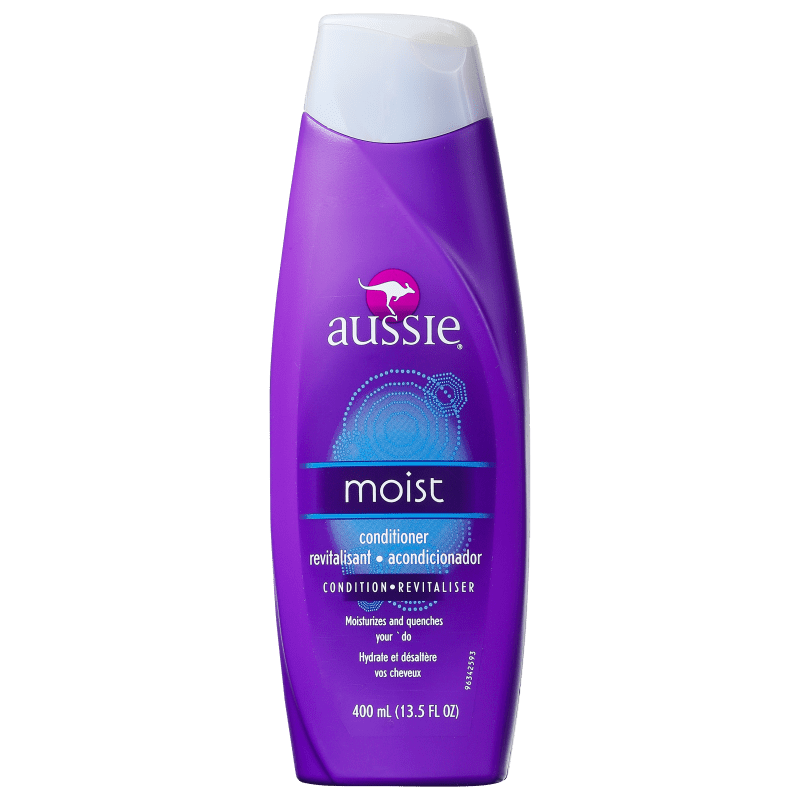 aussie®
moist
conditioner
revitalisant • acondicionador
CONDITION • REVITALISER
Moisturizes and quenches
your `do
Hydrate et désaltère
vos cheveux
96342593
400 mL (13.5 FL OZ)